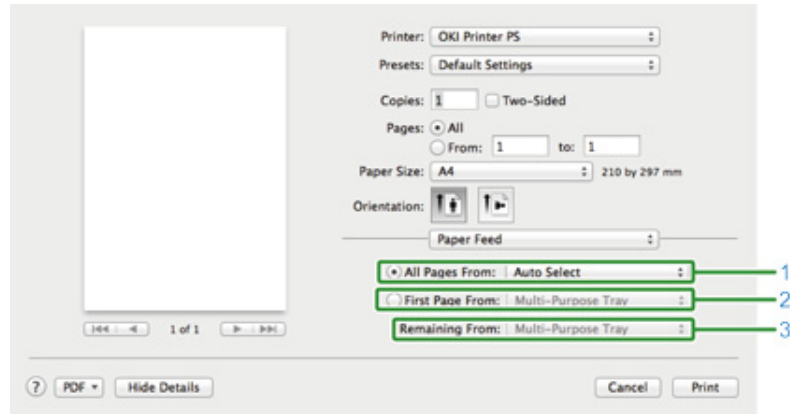 Printer: OKI Printer PS
Presets: Default Settings
Copies: 1 Two-Sided
Pages: All
From: 1 to: 1
Paper Size: A4 210 by 297 mm
Orientation:
Paper Feed
All Pages From: Auto Select 1
First Page From: Multi-Purpose Tray 2
Remaining From: Multi-Purpose Tray 3
1 of 1
? PDF Hide Details Cancel Print